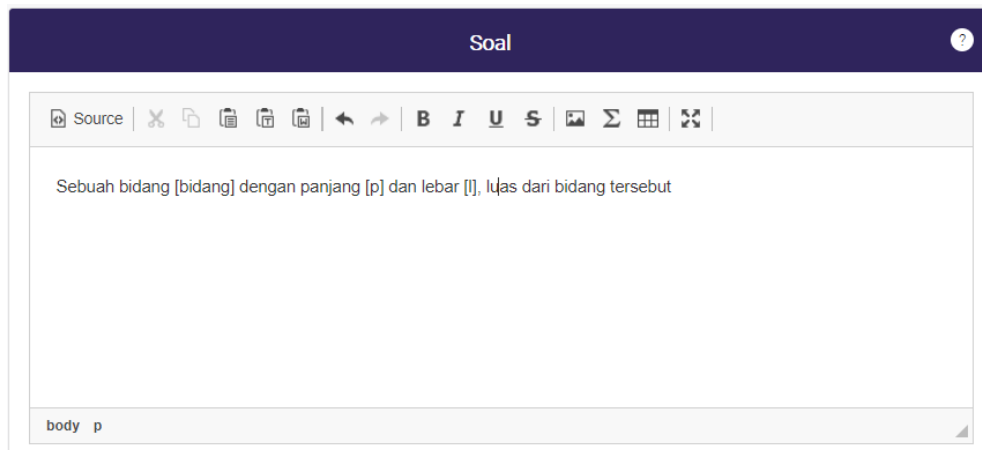 Soal
?
Source B I U S Σ
Sebuah bidang [bidang] dengan panjang [p] dan lebar [l], luas dari bidang tersebut
body p